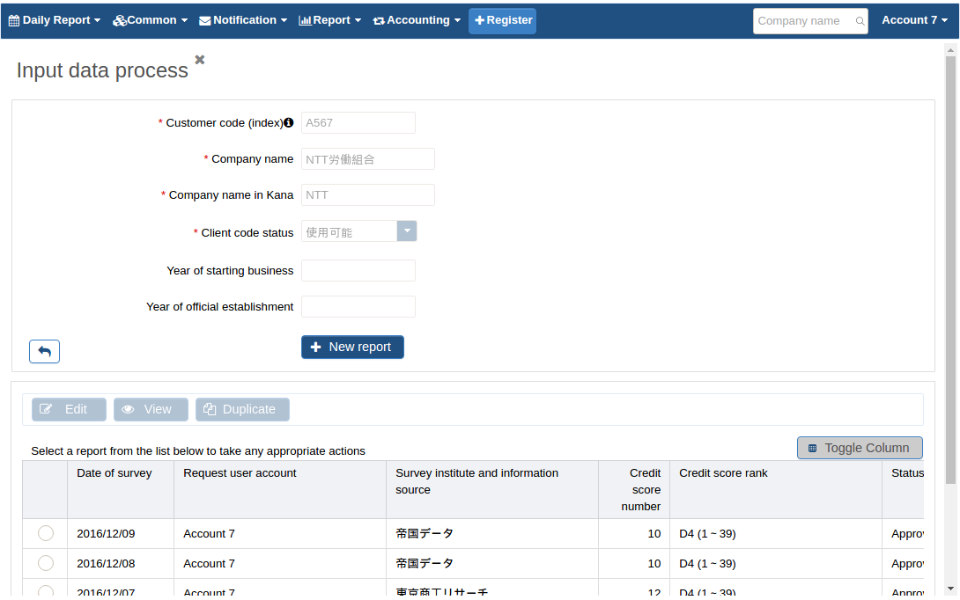 Daily Report Common Notification Report Accounting Register Company name Account 7
Input data process
* Customer code (index) A567
* Company name NTT労働組合
* Company name in Kana NTT
* Client code status 使用可能
Year of starting business
Year of official establishment
New report
Edit View Duplicate
Select a report from the list below to take any appropriate actions Toggle Column
Date of survey Request user account Survey institute and information Credit Credit score rank Status
source score
number
2016/12/09 Account 7 帝国データ 10 D4 (1 ~ 39)
2016/12/08 Account 7 帝国データ 10 D4 (1 ~ 39)
2016/12/07 Account 7 東京商工リサーチ 12 D4 (1 ~ 39)